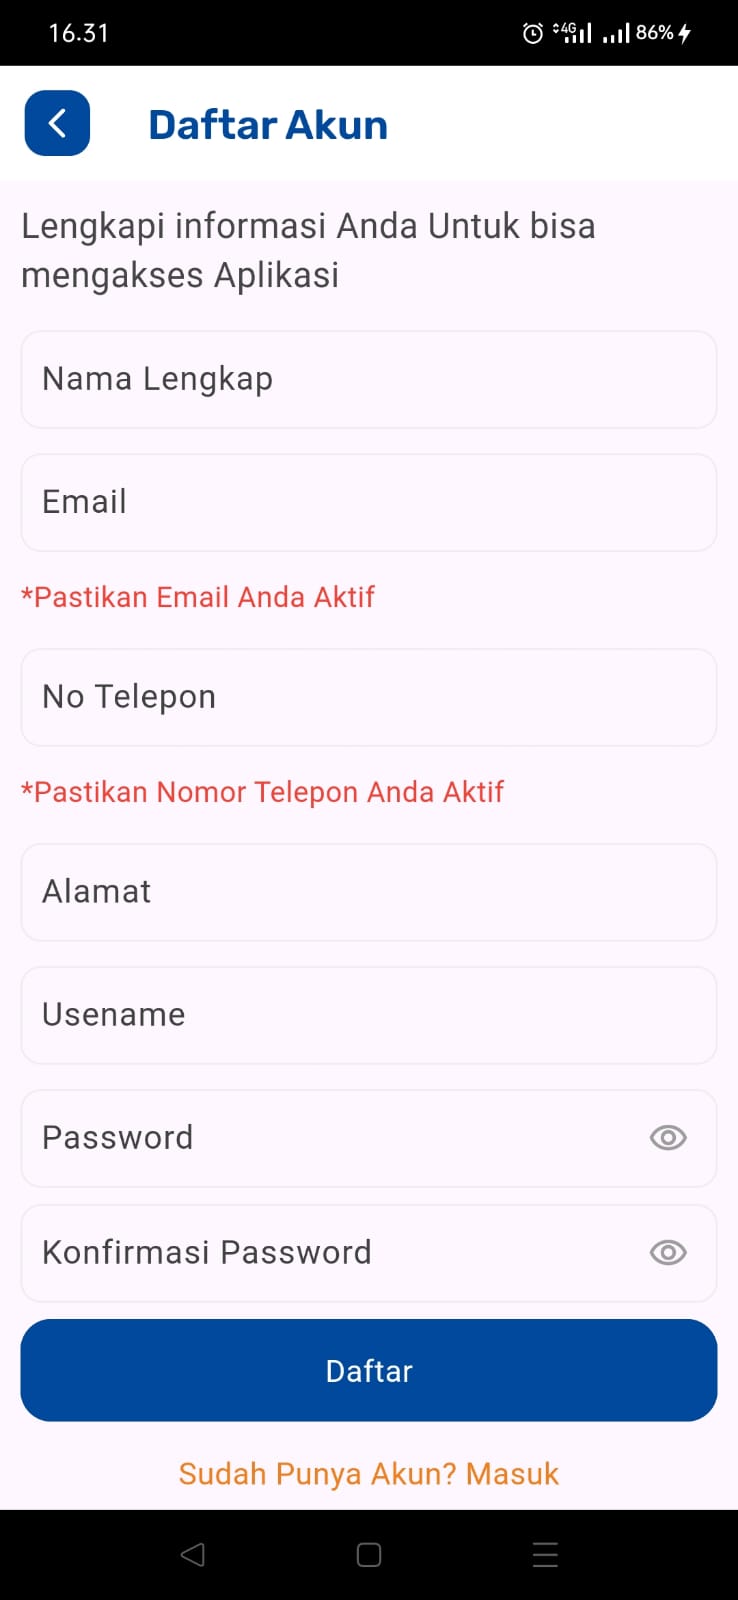 16.31
4G 86%
Daftar Akun
Lengkapi informasi Anda Untuk bisa
mengakses Aplikasi
Nama Lengkap
Email
*Pastikan Email Anda Aktif
No Telepon
*Pastikan Nomor Telepon Anda Aktif
Alamat
Usename
Password
Konfirmasi Password
Daftar
Sudah Punya Akun? Masuk